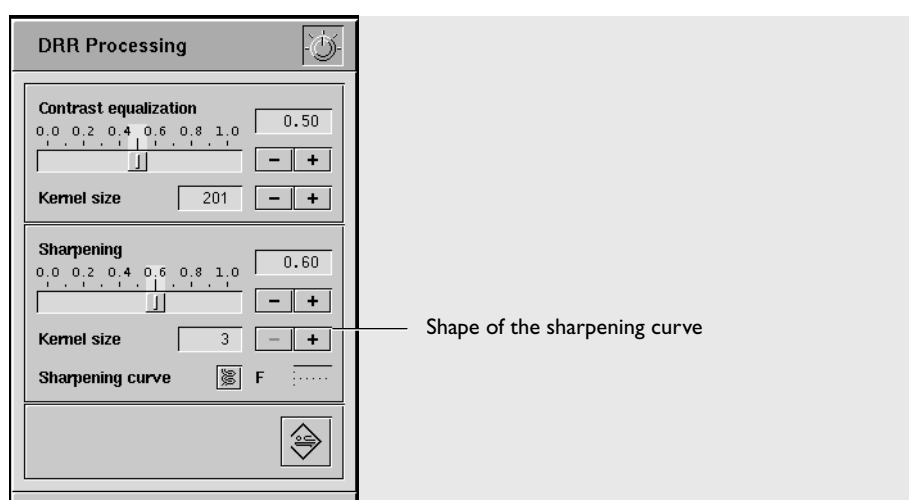 DRR Processing
Contrast equalization
0.0 0.2 0.4 0.6 0.8 1.0
0.50
- +
Kernel size 201 - +
Sharpening
0.0 0.2 0.4 0.6 0.8 1.0
0.60
- +
Kernel size 3 - +
Shape of the sharpening curve
Sharpening curve F